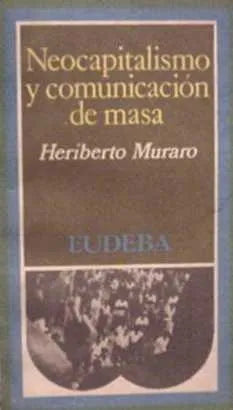 Neocapitalismo
y comunicación
de masa
Heriberto Muraro
EUDEBA